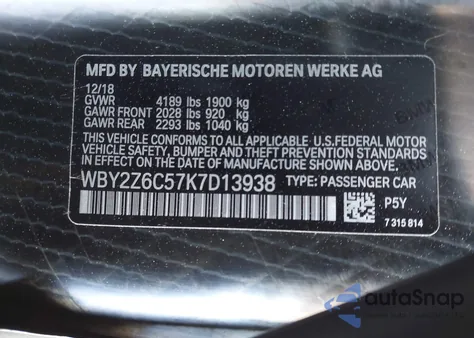 MFD BY BAYERISCHE MOTOREN WERKE AG
12/18
GVWR 4189 lbs 1900 kg
GAWR FRONT 2028 lbs 920 kg
GAWR REAR 2293 lbs 1040 kg
THIS VEHICLE CONFORMS TO ALL APPLICABLE U.S.FEDERAL MOTOR
VEHICLE SAFETY, BUMPER AND THEFT PREVENTION STANDARDS IN
EFFECT ON THE DATE OF MANUFACTURE SHOWN ABOVE.
WBY2Z6C57K7D13938 TYPE: PASSENGER CAR
P5Y
7 315 814
autoSnap